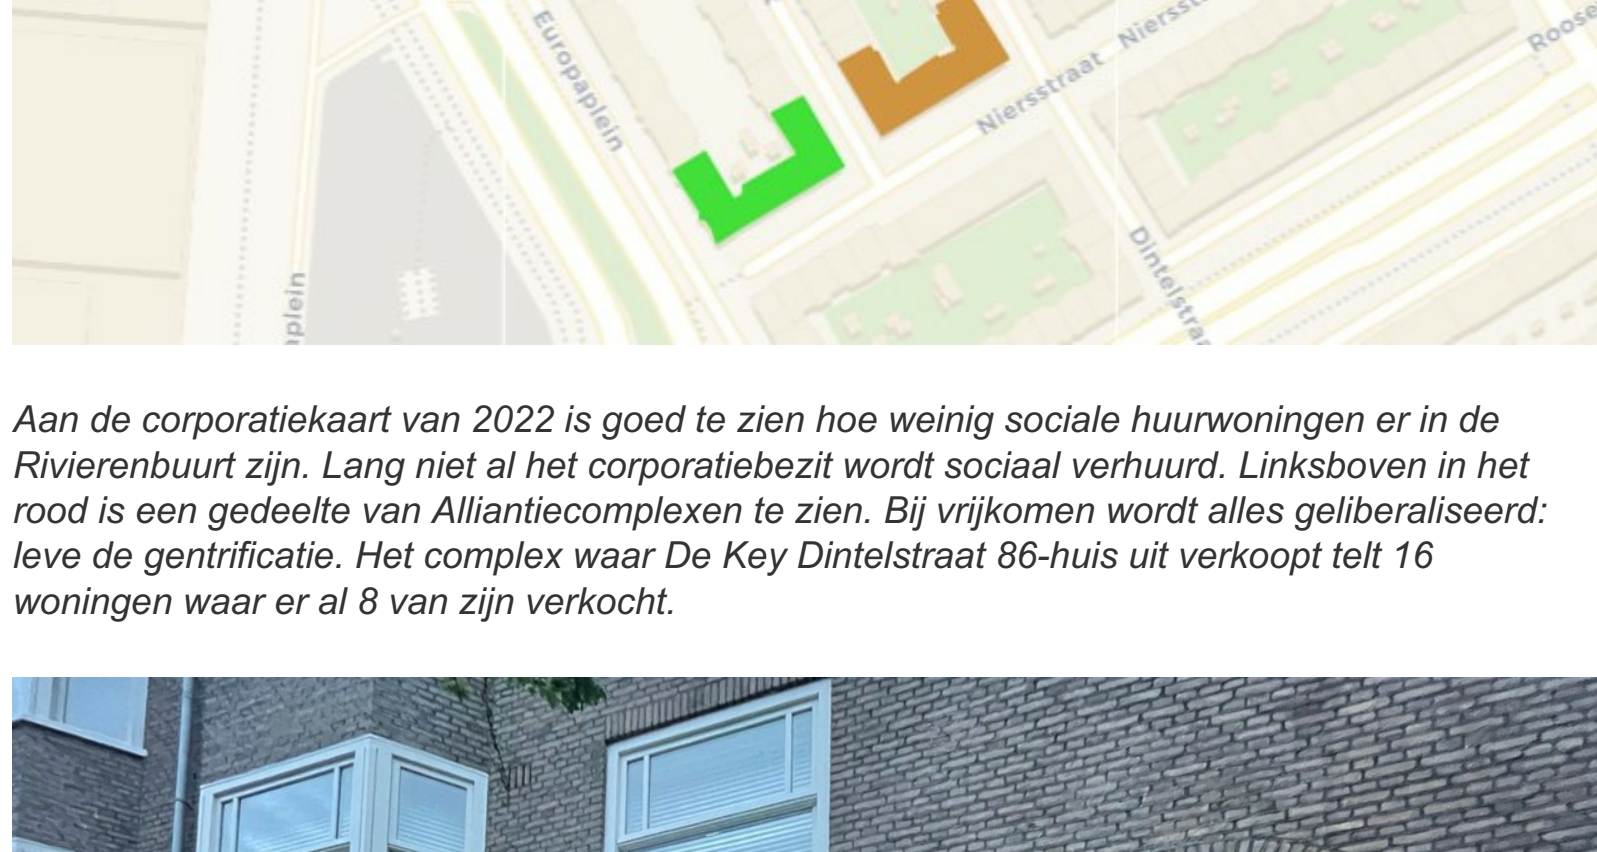 Europaplein
Niersstraat
Niersst
Roose
Dintelstraa
plein
Aan de corporatiekaart van 2022 is goed te zien hoe weinig sociale huurwoningen er in de
Rivierenbuurt zijn. Lang niet al het corporatiebezit wordt sociaal verhuurd. Linksboven in het
rood is een gedeelte van Alliantiecomplexen te zien. Bij vrijkomen wordt alles geliberaliseerd:
leve de gentrificatie. Het complex waar De Key Dintelstraat 86-huis uit verkoopt telt 16
woningen waar er al 8 van zijn verkocht.